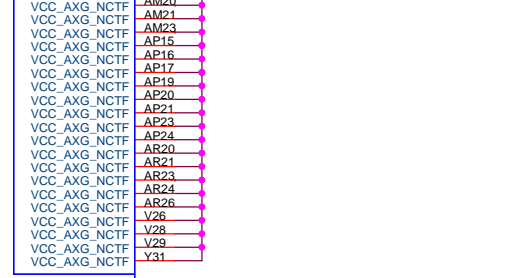 VCC_AXG_NCTF AM20
VCC_AXG_NCTF AM21
VCC_AXG_NCTF AM23
VCC_AXG_NCTF AP15
VCC_AXG_NCTF AP16
VCC_AXG_NCTF AP17
VCC_AXG_NCTF AP19
VCC_AXG_NCTF AP20
VCC_AXG_NCTF AP21
VCC_AXG_NCTF AP23
VCC_AXG_NCTF AP24
VCC_AXG_NCTF AR20
VCC_AXG_NCTF AR21
VCC_AXG_NCTF AR23
VCC_AXG_NCTF AR24
VCC_AXG_NCTF AR26
VCC_AXG_NCTF V26
VCC_AXG_NCTF V28
VCC_AXG_NCTF V29
VCC_AXG_NCTF Y31